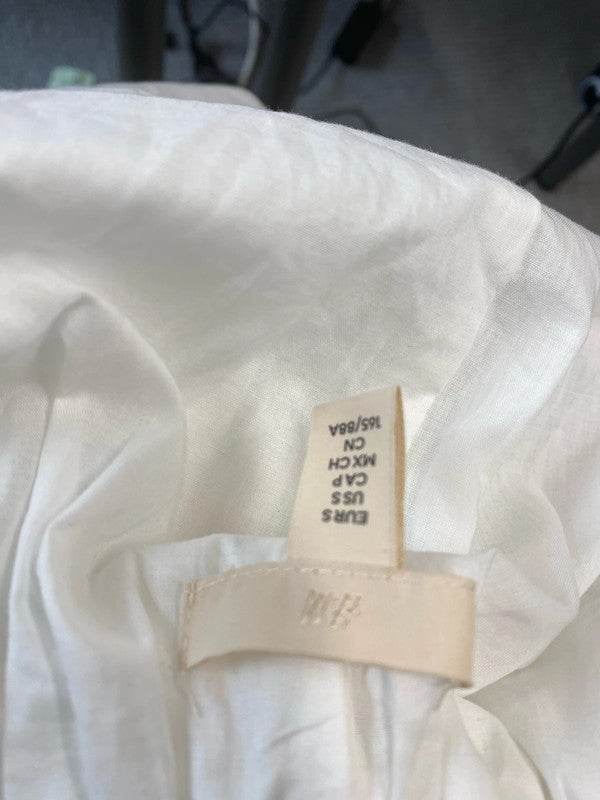 H&M
EUR S
US S
CA P
MX CH
CN
165/88A